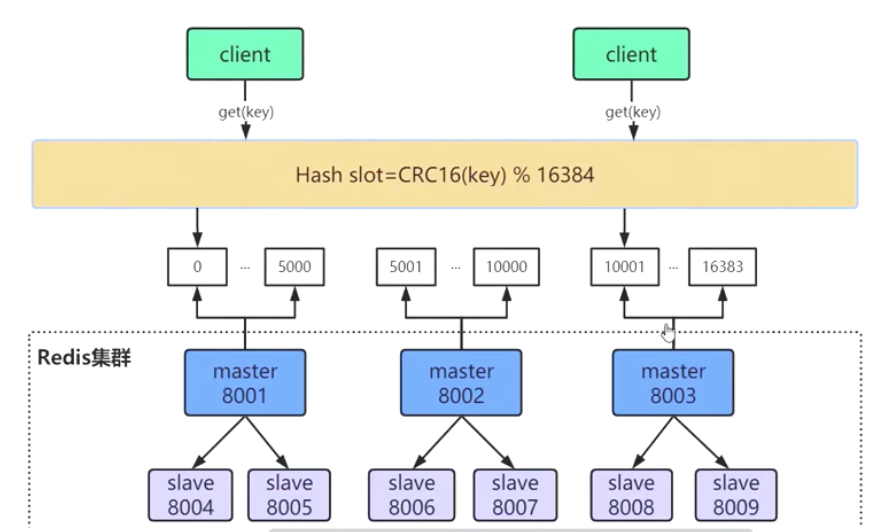 client client
get(key) get(key)
Hash slot=CRC16(key) % 16384
0 ... 5000 5001 ... 10000 10001 ... 16383
Redis集群
master master master
8001 8002 8003
slave slave slave slave slave slave
8004 8005 8006 8007 8008 8009